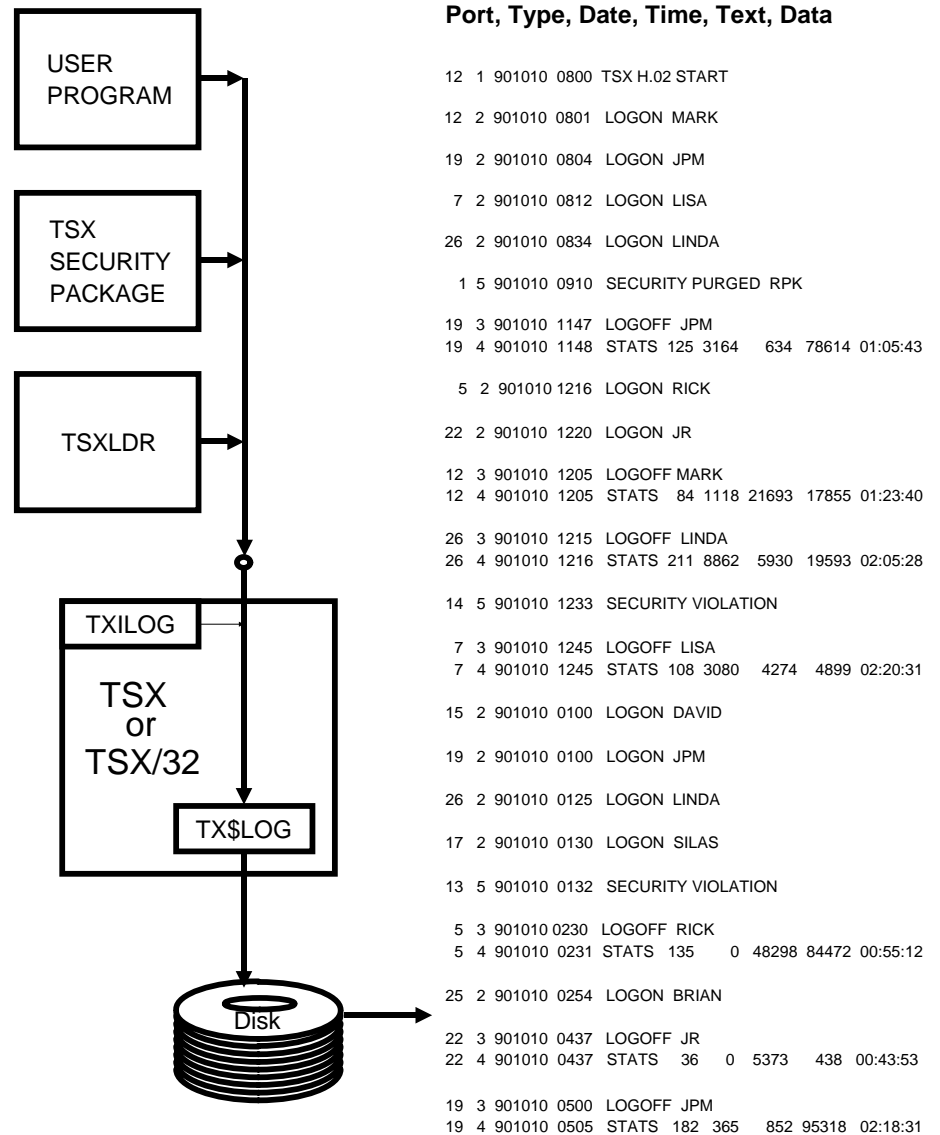 USER
PROGRAM
TSX
SECURITY
PACKAGE
TSXLDR
TXILOG
TSX
or
TSX/32
TX$LOG
Disk
Port, Type, Date, Time, Text, Data
12 1 901010 0800 TSX H.02 START
12 2 901010 0801 LOGON MARK
19 2 901010 0804 LOGON JPM
7 2 901010 0812 LOGON LISA
26 2 901010 0834 LOGON LINDA
1 5 901010 0910 SECURITY PURGED RPK
19 3 901010 1147 LOGOFF JPM
19 4 901010 1148 STATS 125 3164 634 78614 01:05:43
5 2 901010 1216 LOGON RICK
22 2 901010 1220 LOGON JR
12 3 901010 1205 LOGOFF MARK
12 4 901010 1205 STATS 84 1118 21693 17855 01:23:40
26 3 901010 1215 LOGOFF LINDA
26 4 901010 1216 STATS 211 8862 5930 19593 02:05:28
14 5 901010 1233 SECURITY VIOLATION
7 3 901010 1245 LOGOFF LISA
7 4 901010 1245 STATS 108 3080 4274 4899 02:20:31
15 2 901010 0100 LOGON DAVID
19 2 901010 0100 LOGON JPM
26 2 901010 0125 LOGON LINDA
17 2 901010 0130 LOGON SILAS
13 5 901010 0132 SECURITY VIOLATION
5 3 901010 0230 LOGOFF RICK
5 4 901010 0231 STATS 135 0 48298 84472 00:55:12
25 2 901010 0254 LOGON BRIAN
22 3 901010 0437 LOGOFF JR
22 4 901010 0437 STATS 36 0 5373 438 00:43:53
19 3 901010 0500 LOGOFF JPM
19 4 901010 0505 STATS 182 365 852 95318 02:18:31